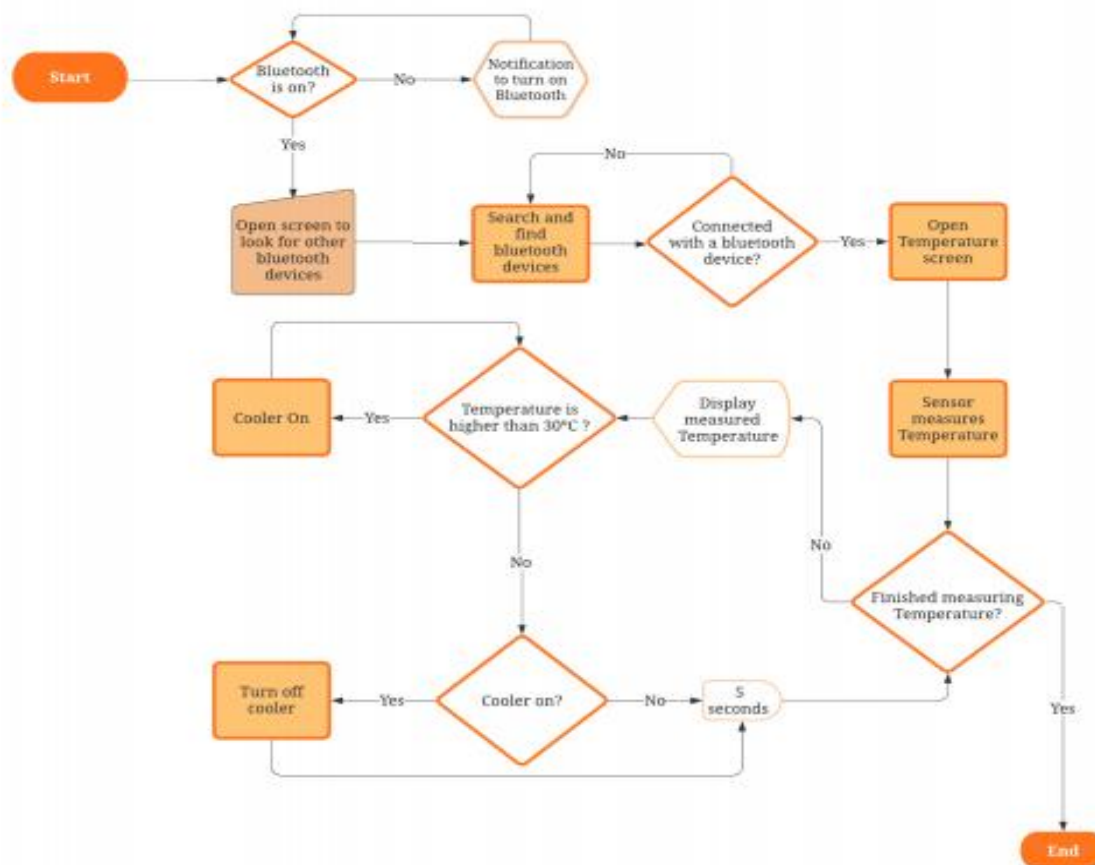 Start
Bluetooth
is on?
No
Notification
to turn on
Bluetooth
Yes
No
Open screen to
look for other
bluetooth
devices
Search and
find
bluetooth
devices
Connected
with a bluetooth
device?
Yes
Open
Temperature
screen
Cooler On
Yes
Temperature is
higher than 30°C ?
Display
measured
Temperature
Sensor
measures
Temperature
No
No
Finished measuring
Temperature?
Turn off
cooler
Yes
Cooler on?
No
5
seconds
Yes
End